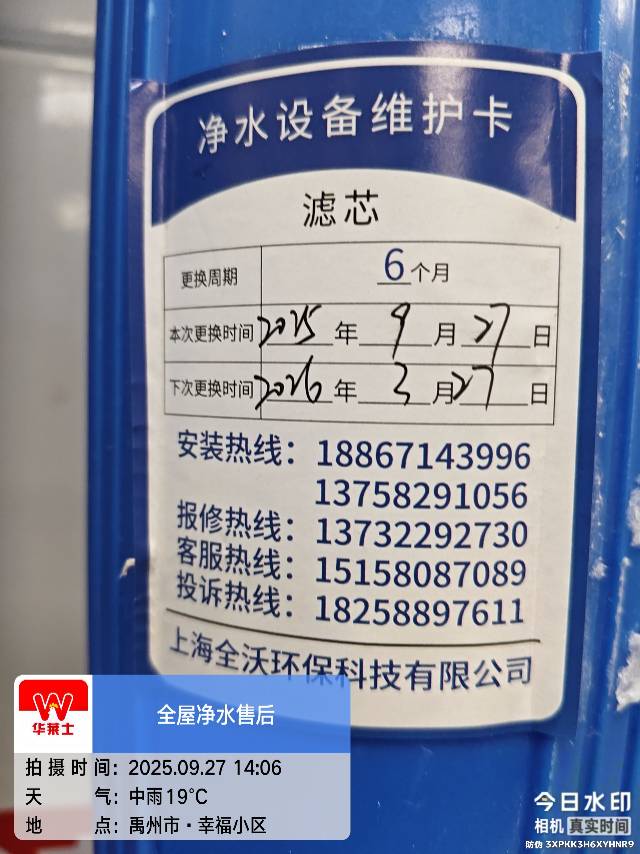 净水设备维护卡
滤芯
更换周期 6个月
本次更换时间 2025年9月27日
下次更换时间 2026年3月27日
安装热线：18867143996
13758291056
报修热线：13732292730
客服热线：15158087089
投诉热线：18258897611
上海全沃环保科技有限公司
华莱士
全屋净水售后
拍摄时间：2025.09.27 14:06
天气：中雨19℃
地点：禹州市·幸福小区
今日水印
相机 真实时间
防伪 3XPKK3H6XYHNR9